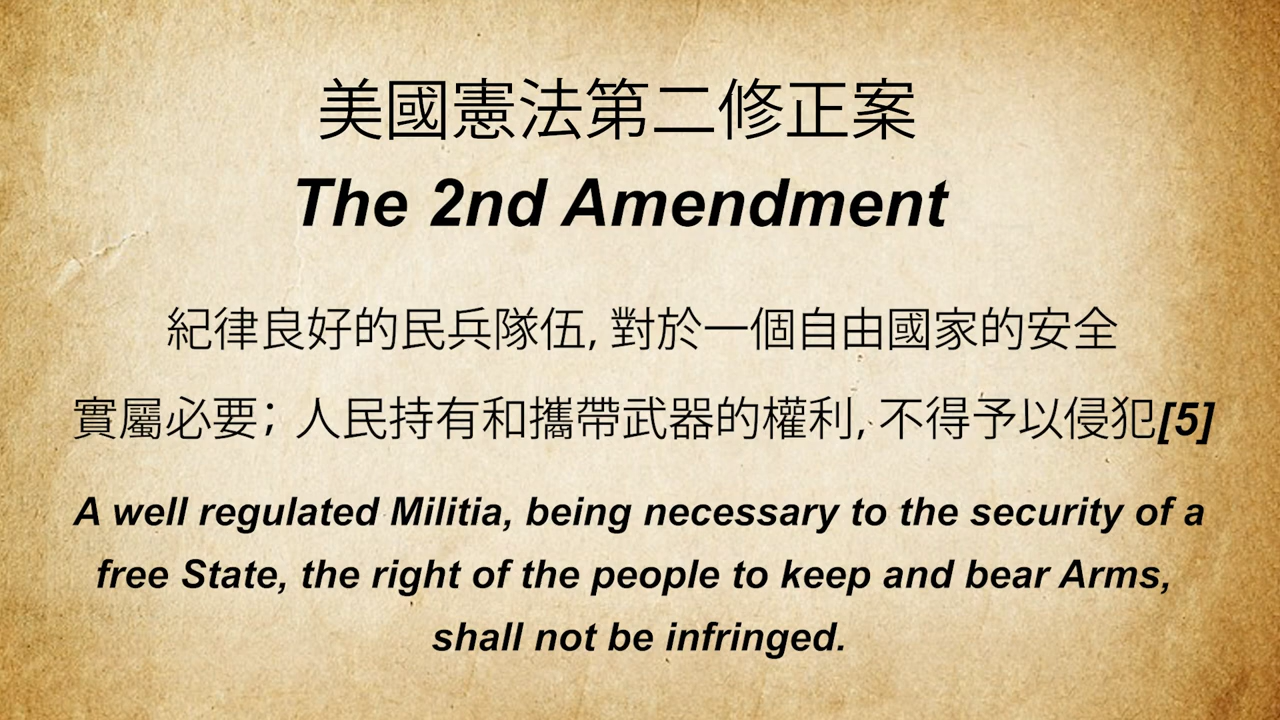 美國憲法第二修正案
The 2nd Amendment
紀律良好的民兵隊伍, 對於一個自由國家的安全
實屬必要; 人民持有和攜帶武器的權利, 不得予以侵犯[5]
A well regulated Militia, being necessary to the security of a
free State, the right of the people to keep and bear Arms,
shall not be infringed.